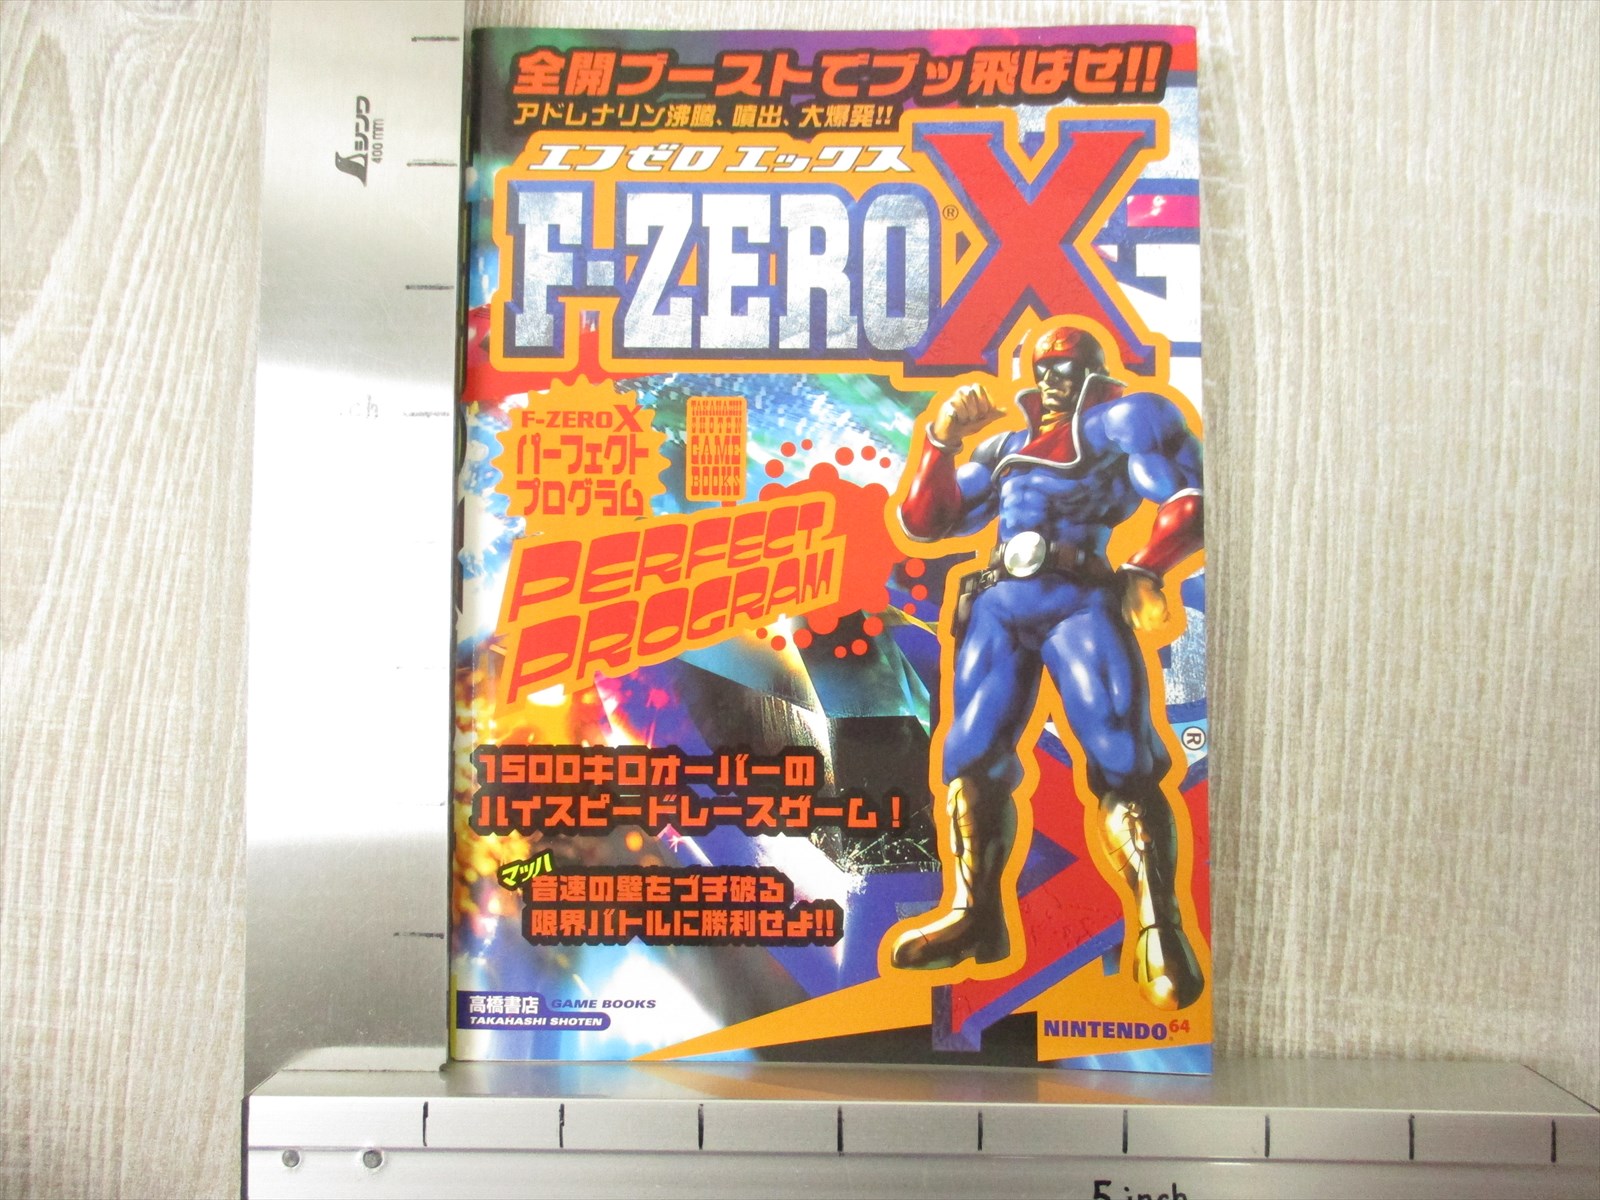 全開ブーストでブッ飛ばせ!!
アドレナリン沸騰、噴出、大爆発!!
エフゼロ エックス
F-ZERO® X
F-ZERO X
パーフェクト
プログラム
TAKAHASHI
SHOTEN
GAME
BOOKS
PERFECT
PROGRAM
®
1500キロオーバーの
ハイスピードレースゲーム！
マッハ
音速の壁をブチ破る
限界バトルに勝利せよ!!
高橋書店 GAME BOOKS
TAKAHASHI SHOTEN
NINTENDO64
シンワ
400mm
5 inch